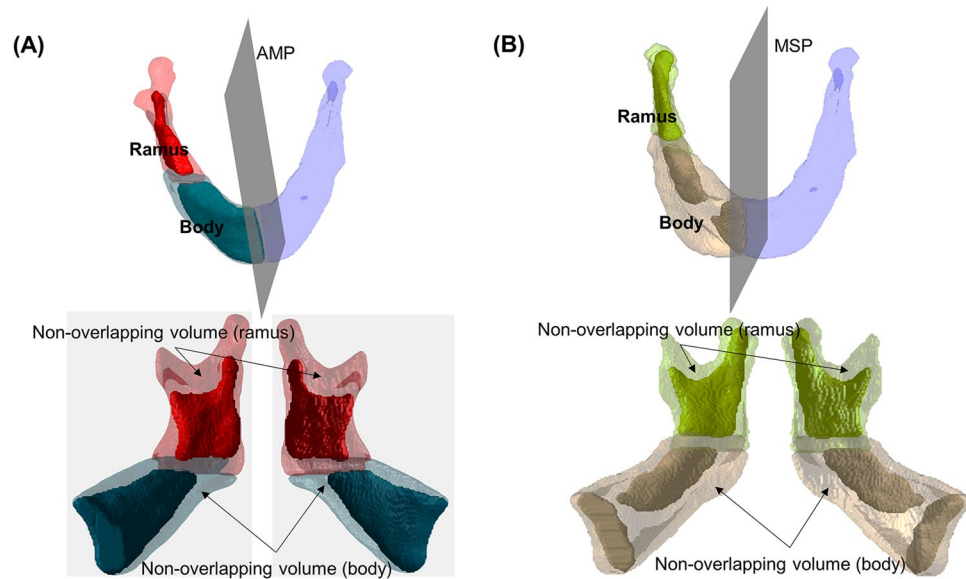 (A)
AMP
Ramus
Body
Non-overlapping volume (ramus)
Non-overlapping volume (body)
(B)
MSP
Ramus
Body
Non-overlapping volume (ramus)
Non-overlapping volume (body)